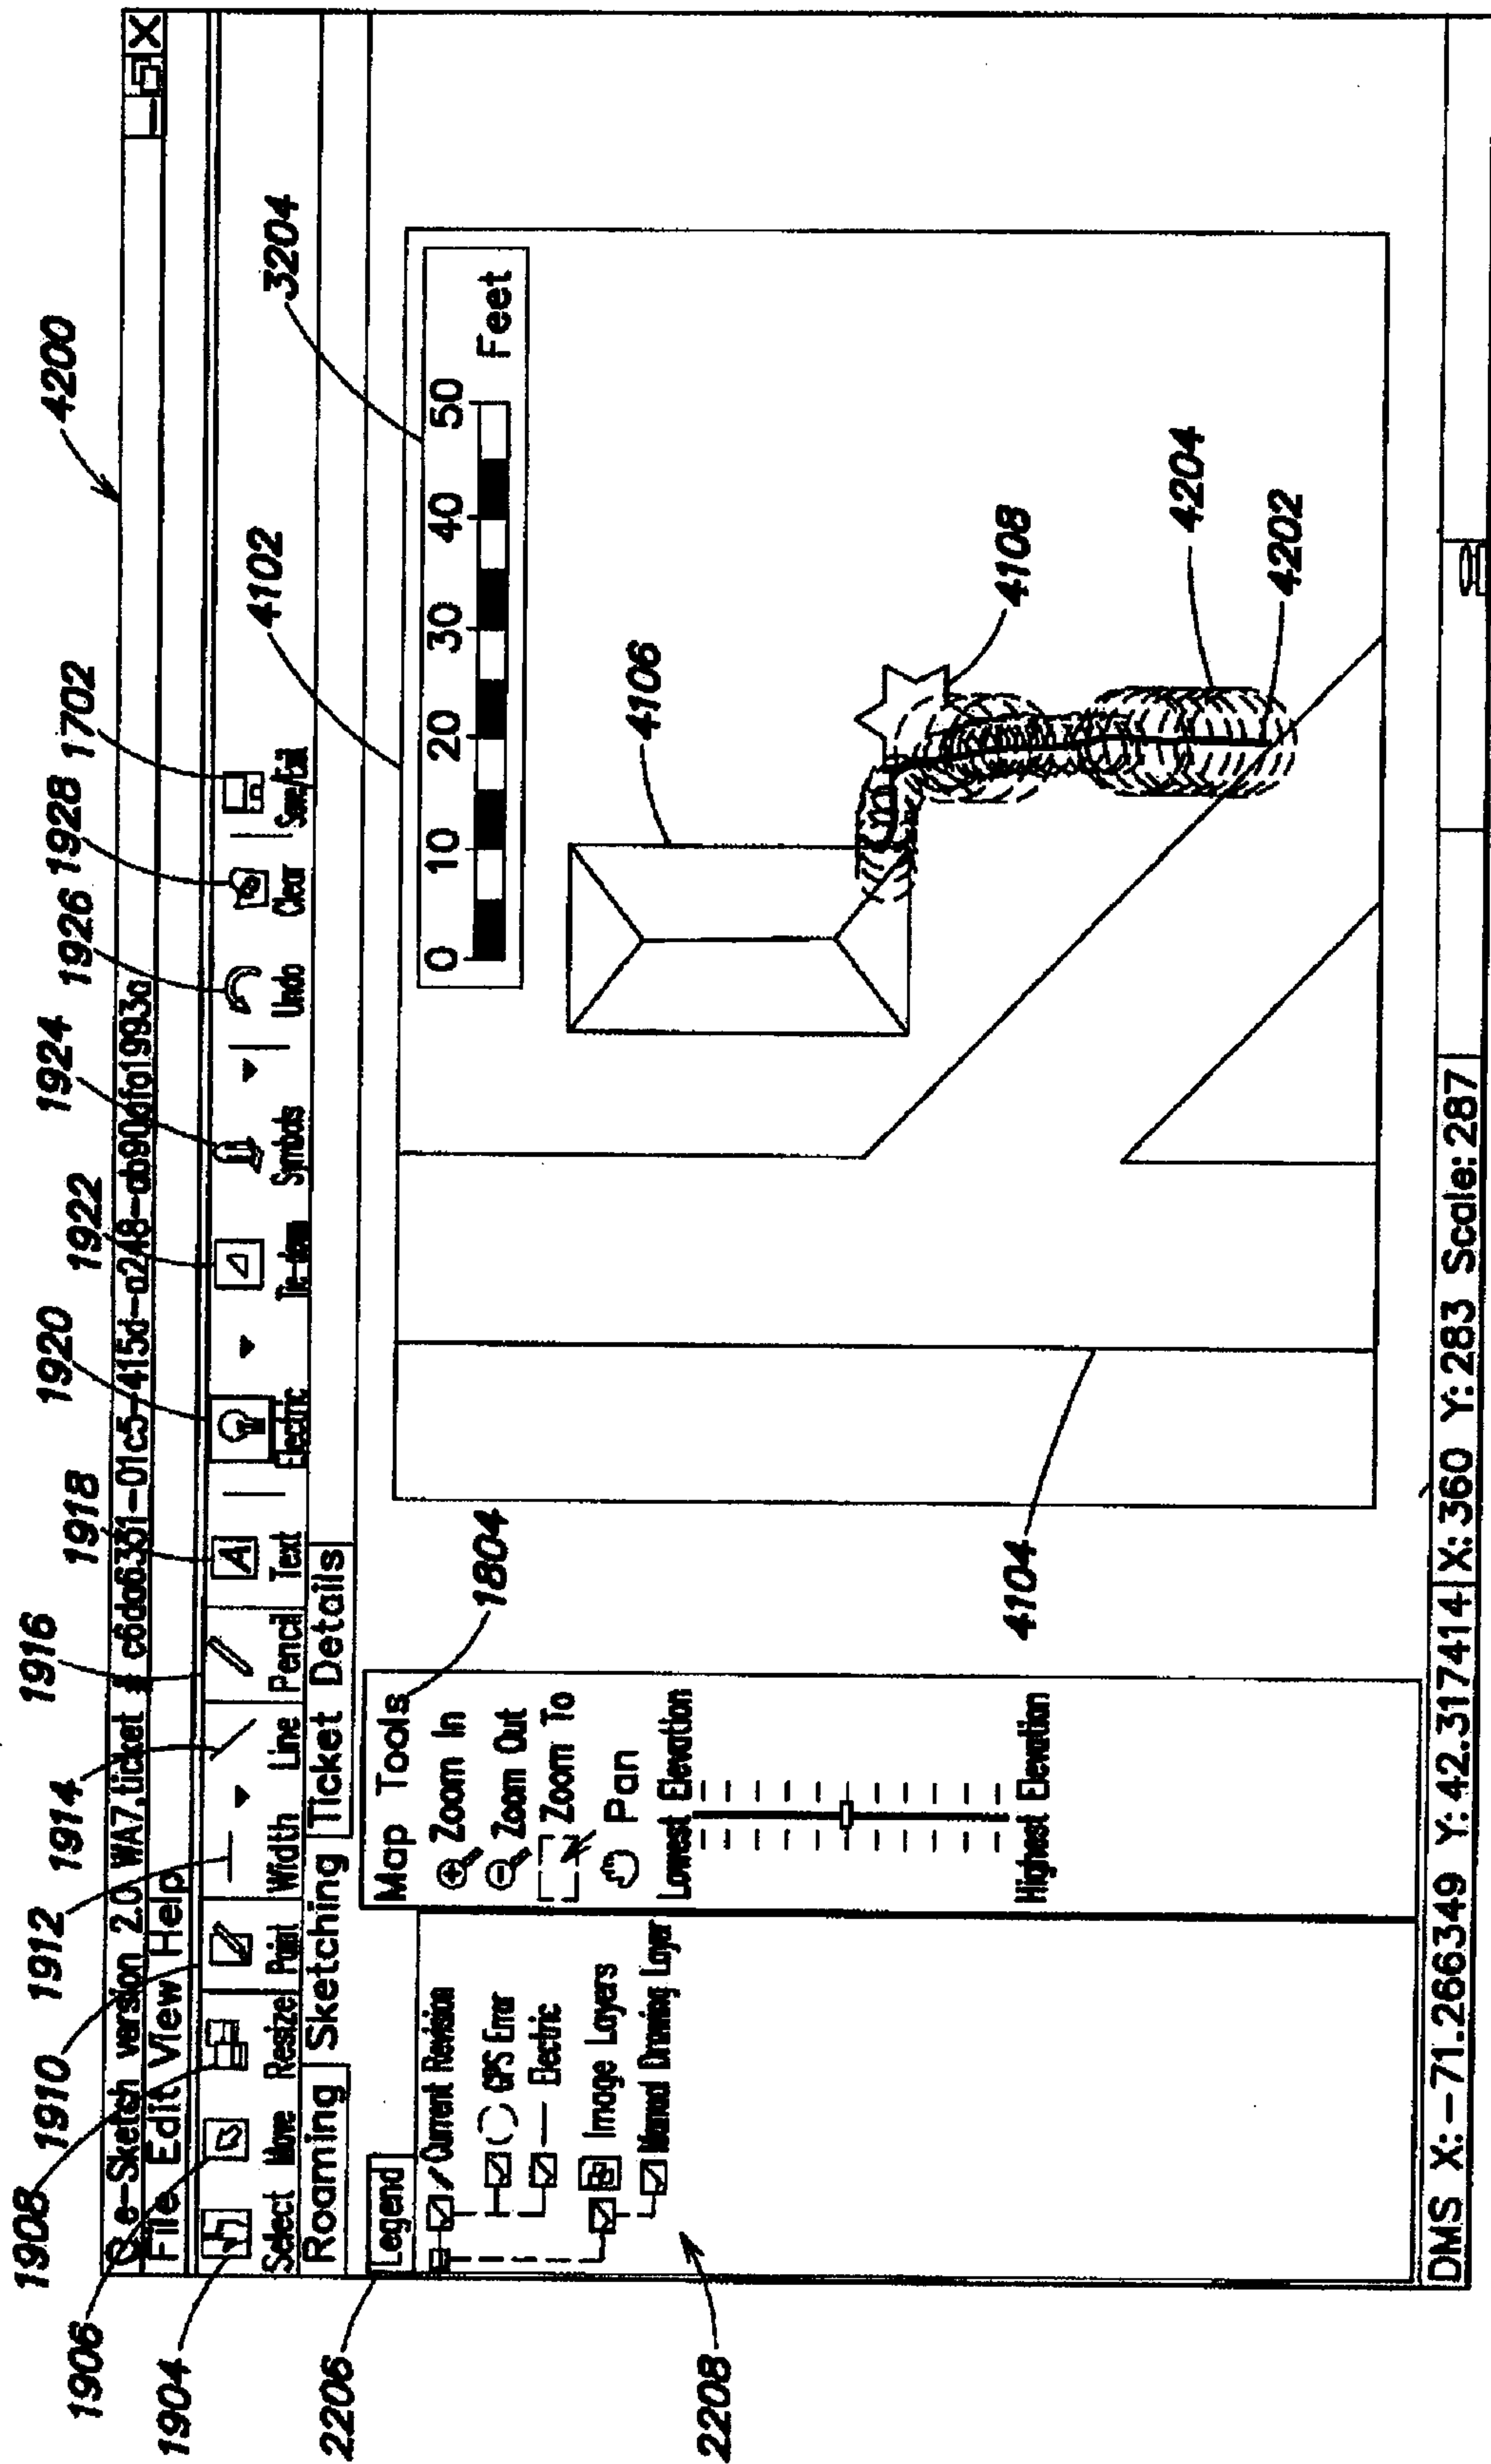 4200
1908 1910 1912 1914 1916 1918 1920 1922 1924 1926 1928 1702
1906
1904
4102
3204
e-Sketch version 2.0 WA7,ticket # c6da6331-01c5-415d-a248-ab90dfa1993a
File Edit View Help
Select Move Resize Point Width Line Pencil Text Electric Tie-down Symbols Undo Clear Save/Exit
Roaming Sketching Ticket Details
2206
Legend
Current Revision
GPS Error
Electric
Image Layers
Manual Drawing Layer
2208
Map Tools
1804
Zoom In
Zoom Out
Zoom To
Pan
Lowest Elevation
Highest Elevation
0 10 20 30 40 50
Feet
4106
4108
4204
4202
4104
DMS X:-71.266349 Y:42.317414 X:360 Y:283 Scale:287